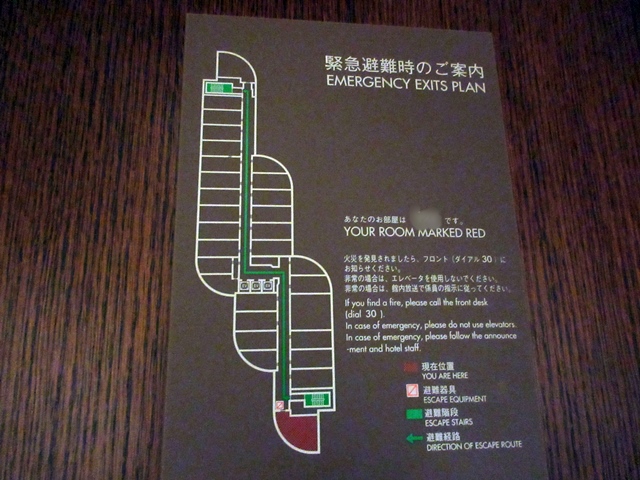 緊急避難時のご案内
EMERGENCY EXITS PLAN
あなたのお部屋は です。
YOUR ROOM MARKED RED
火災を発見されましたら、フロント(ダイアル 30 )に
お知らせください。
非常の場合は、エレベータを使用しないでください。
非常の場合は、館内放送で係員の指示に従ってください。
If you find a fire, please call the front desk
(dial 30 ).
In case of emergency, please do not use elevators.
In case of emergency, please follow the announce
-ment and hotel staff.
現在位置
YOU ARE HERE
避難器具
ESCAPE EQUIPMENT
避難階段
ESCAPE STAIRS
避難経路
DIRECTION OF ESCAPE ROUTE